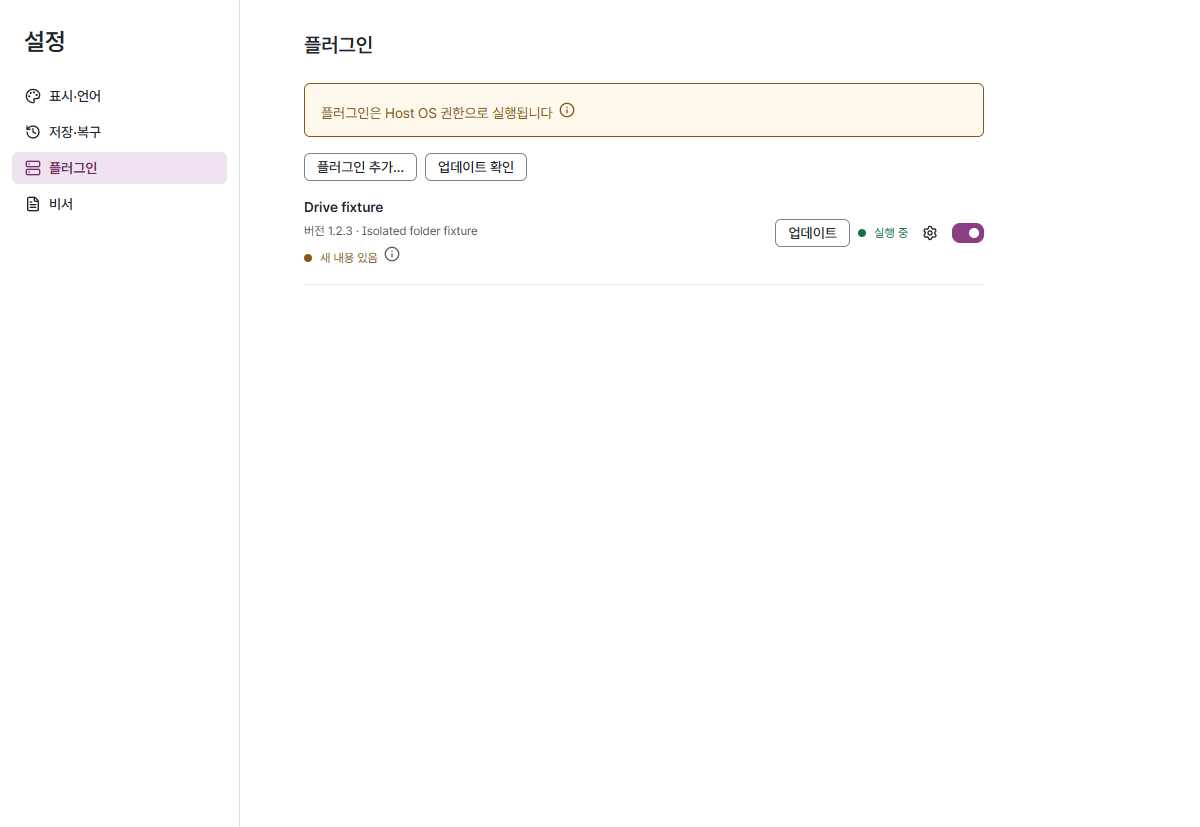 설정
표시·언어
저장·복구
플러그인
비서
플러그인
플러그인은 Host OS 권한으로 실행됩니다
플러그인 추가...
업데이트 확인
Drive fixture
버전 1.2.3 · Isolated folder fixture
새 내용 있음
업데이트
실행 중